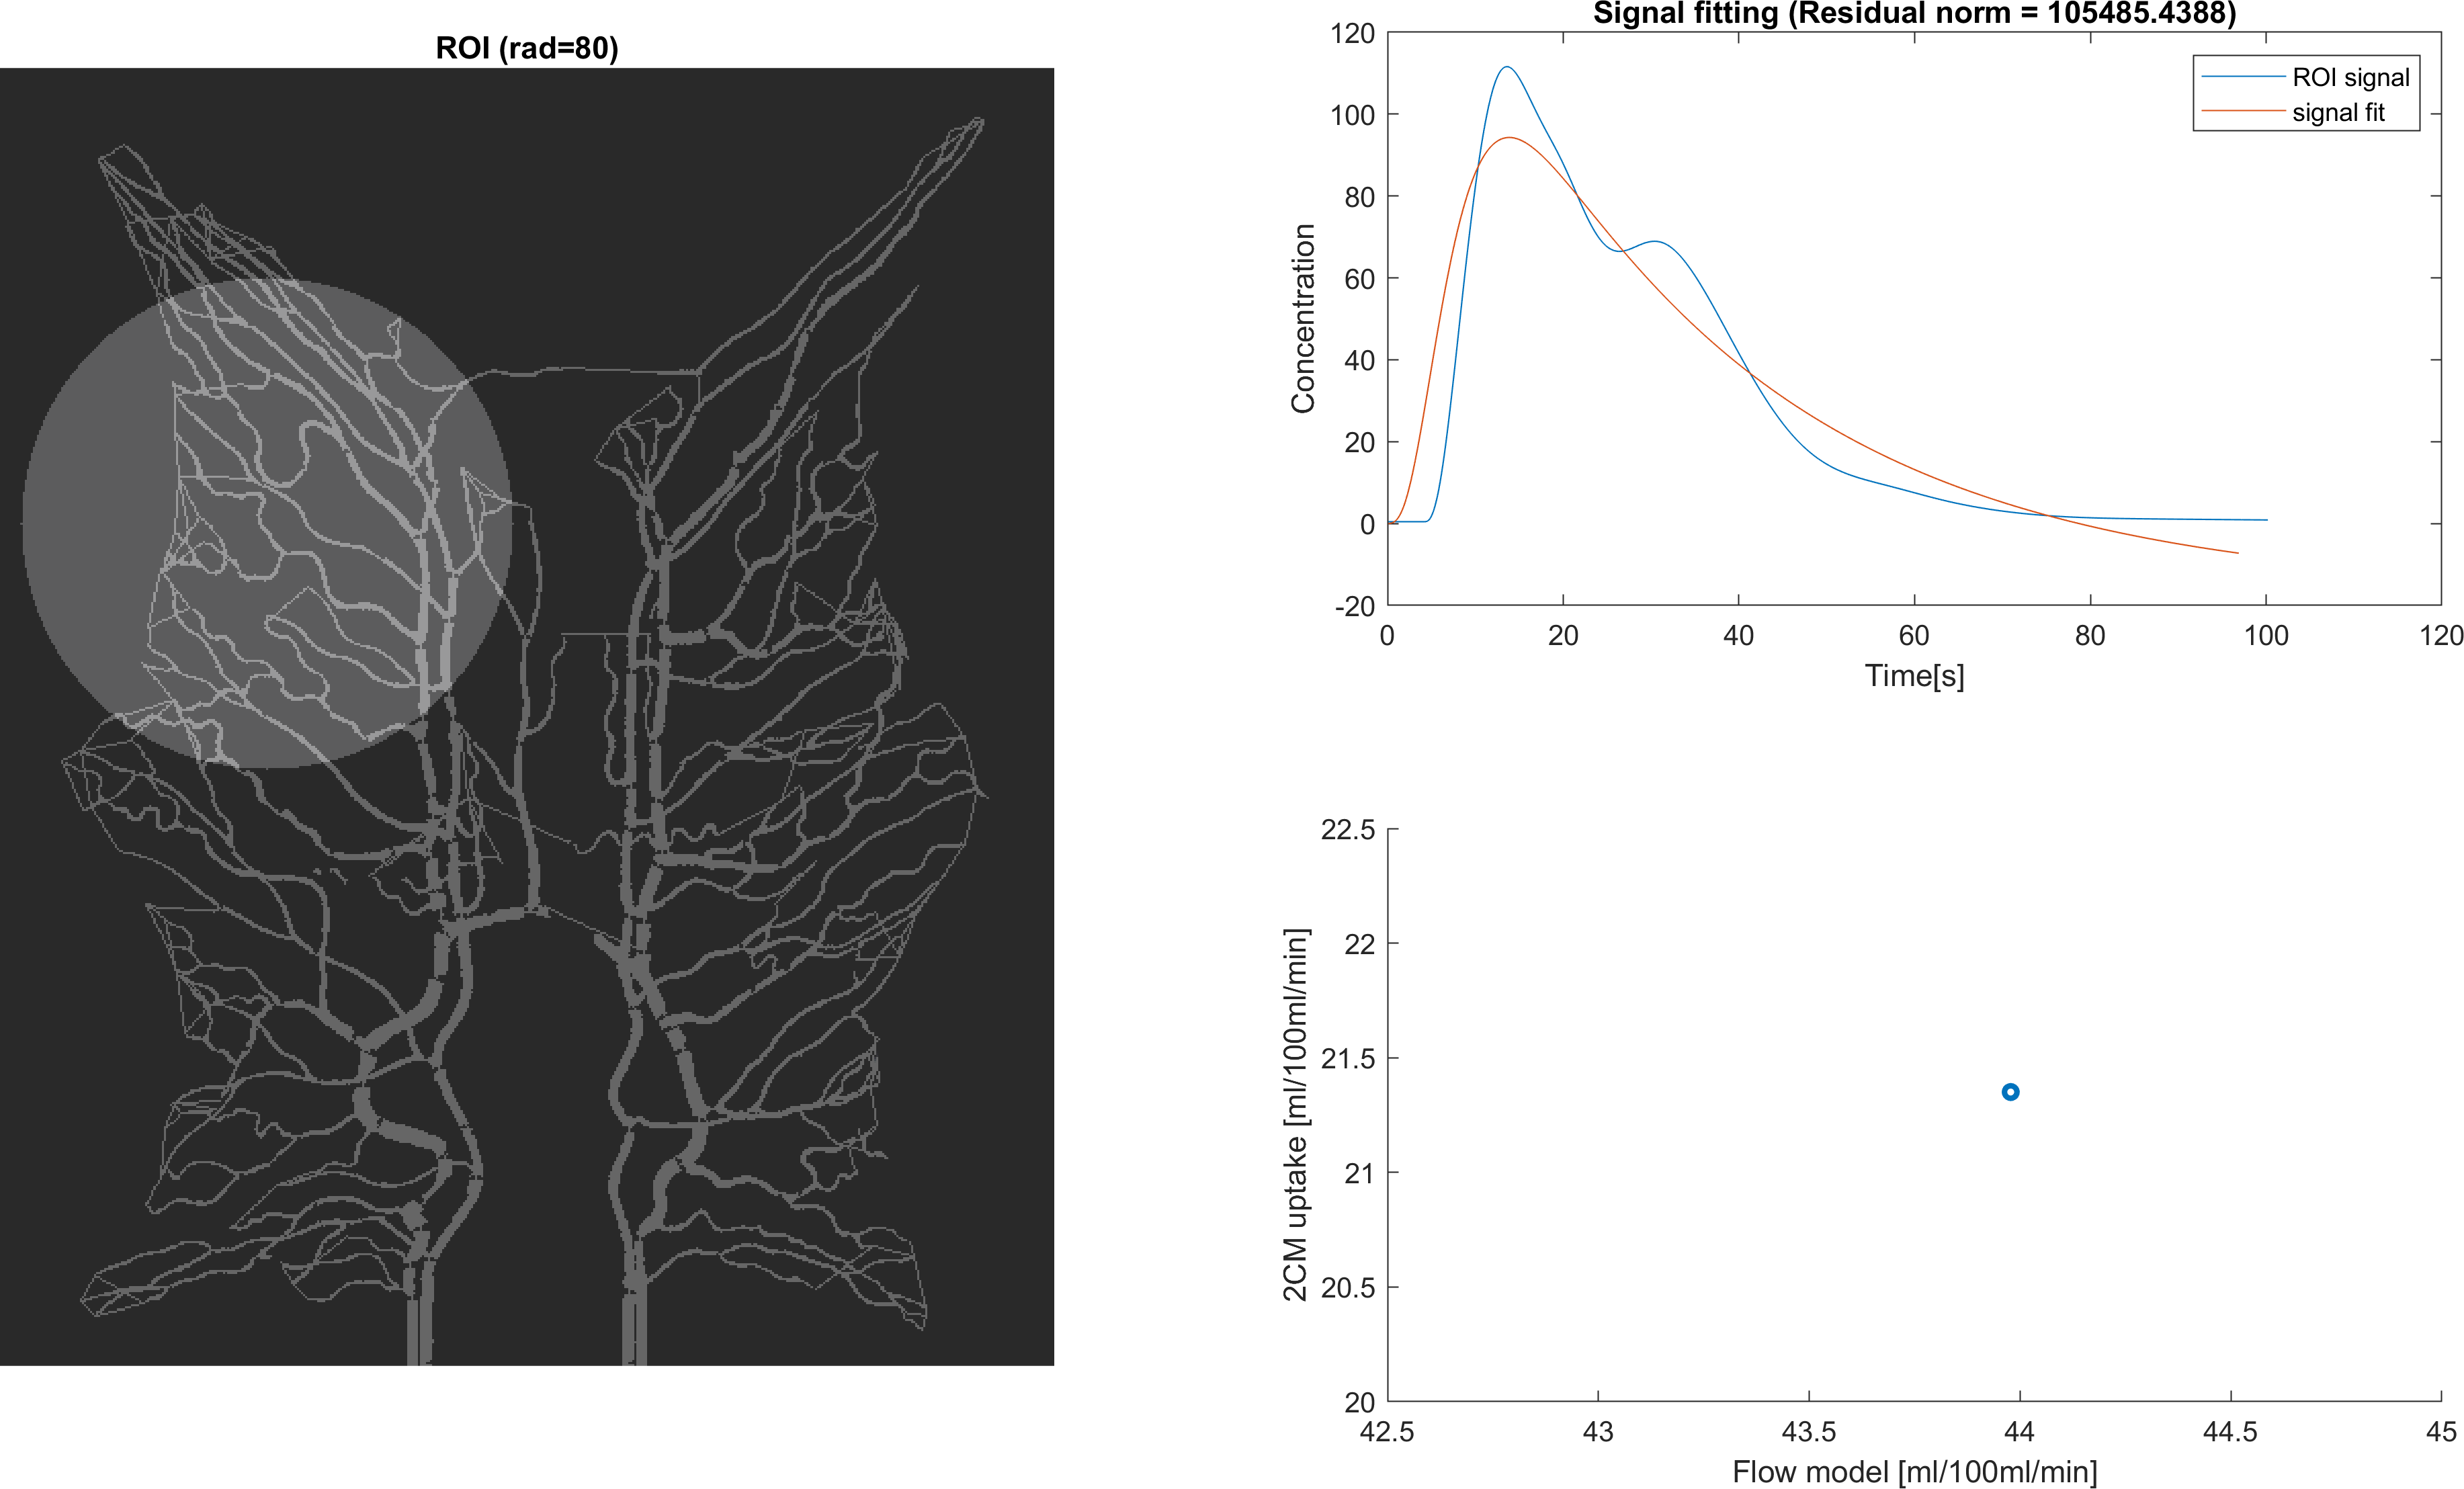 ROI (rad=80)
Signal fitting (Residual norm = 105485.4388)
120
100
80
60
40
20
0
-20
Concentration
ROI signal
signal fit
0 20 40 60 80 100 120
Time[s]
22.5
22
21.5
21
20.5
20
2CM uptake [ml/100ml/min]
42.5 43 43.5 44 44.5 45
Flow model [ml/100ml/min]